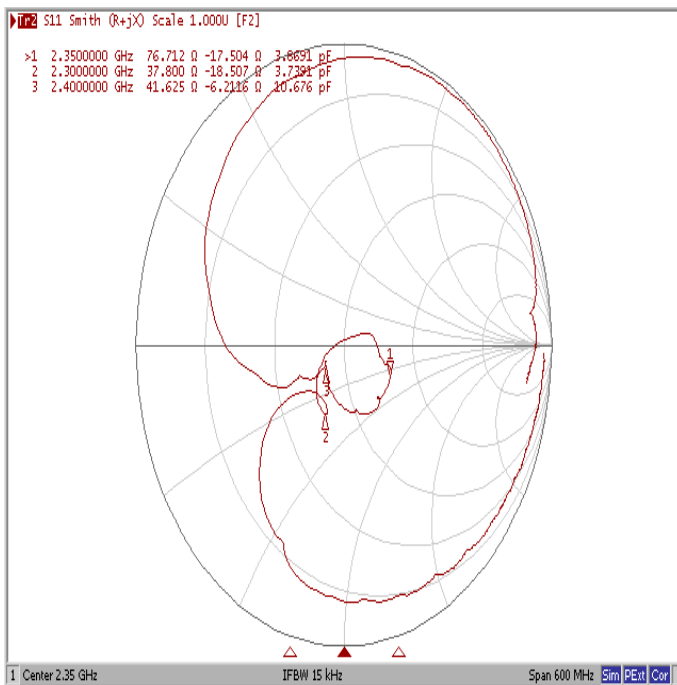 Tr2 S11 Smith (R+jX) Scale 1.000U [F2]
>1 2.3500000 GHz 76.712 Ω -17.504 Ω 3.8691 pF
2 2.3000000 GHz 37.800 Ω -18.507 Ω 3.7391 pF
3 2.4000000 GHz 41.625 Ω -6.2116 Ω 10.676 pF
1
3
2
1 Center 2.35 GHz IFBW 15 kHz Span 600 MHz Sim PExt Cor